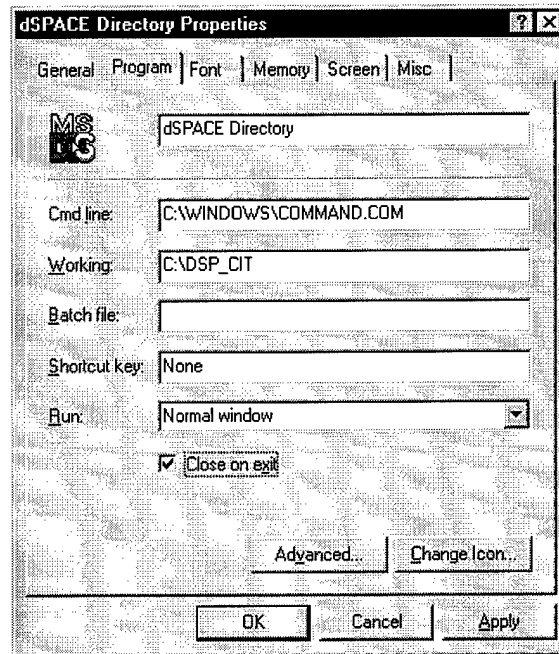 dSPACE Directory Properties
General Program Font Memory Screen Misc
MS DOS
dSPACE Directory
Cmd line: C:\WINDOWS\COMMAND.COM
Working: C:\DSP_CIT
Batch file:
Shortcut key: None
Run: Normal window
Close on exit
Advanced... Change Icon...
OK Cancel Apply